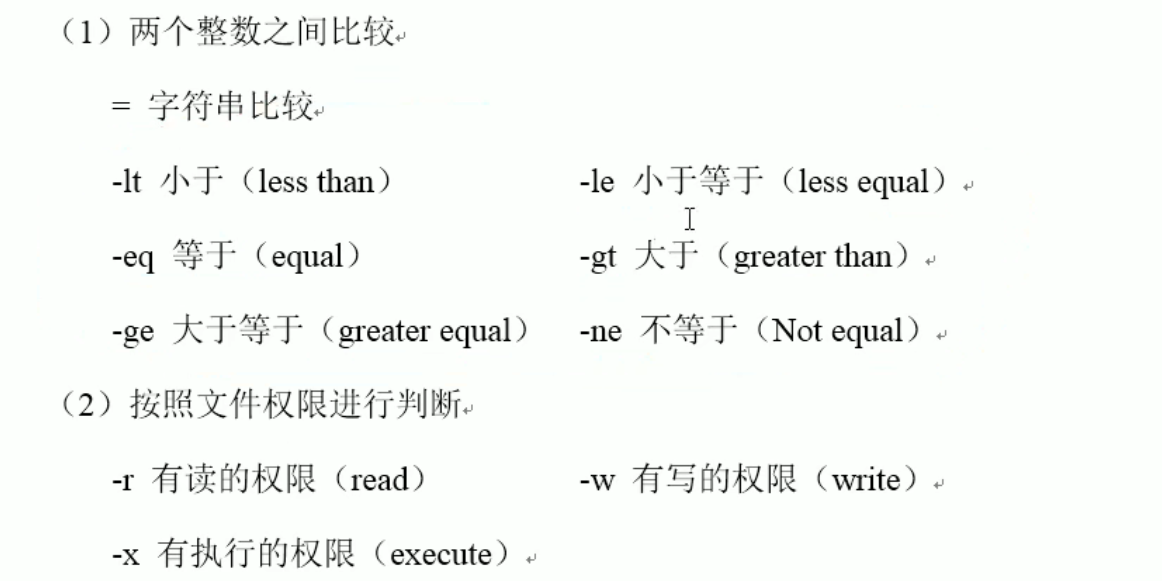 （1）两个整数之间比较
= 字符串比较
-lt 小于（less than） -le 小于等于（less equal）
-eq 等于（equal） -gt 大于（greater than）
-ge 大于等于（greater equal） -ne 不等于（Not equal）
（2）按照文件权限进行判断
-r 有读的权限（read） -w 有写的权限（write）
-x 有执行的权限（execute）